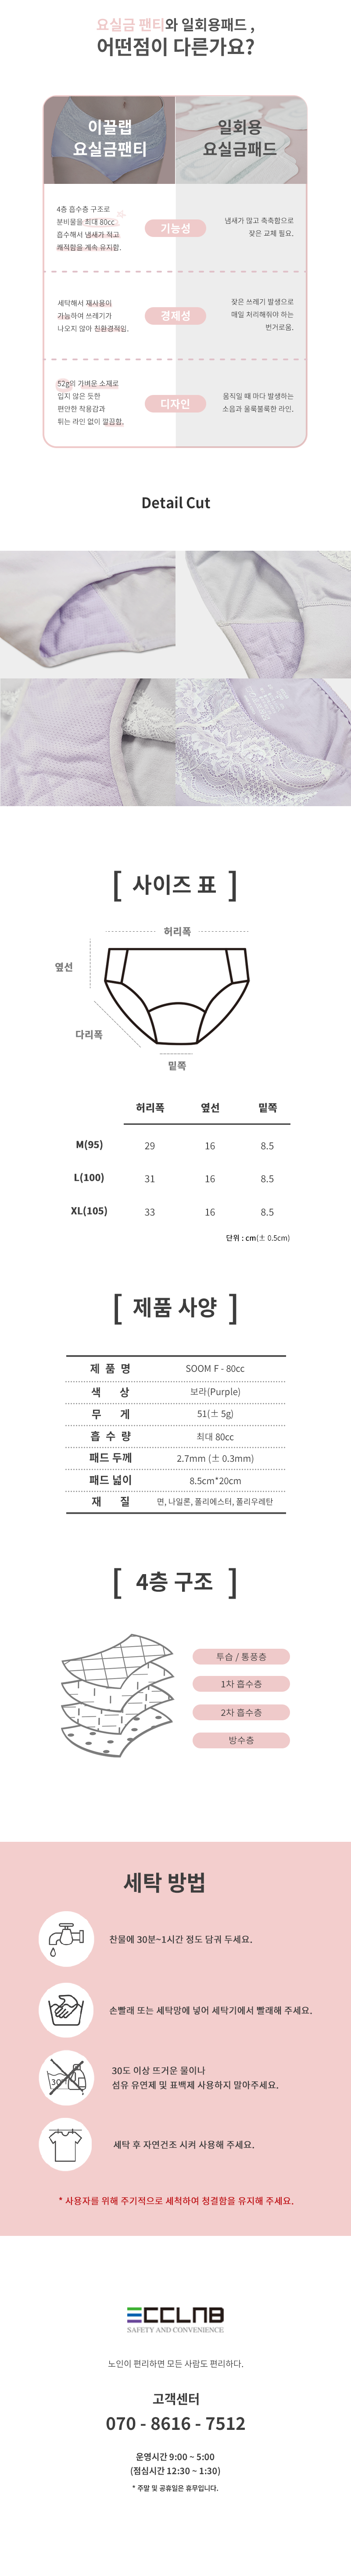 요실금 팬티와 일회용패드 ,
어떤점이 다른가요?
이끌랩
요실금팬티
일회용
요실금패드
4층 흡수층 구조로
분비물을 최대 80cc
흡수해서 냄새가 적고
쾌적함을 계속 유지함.
기능성
냄새가 많고 축축함으로
잦은 교체 필요.
세탁해서 재사용이
가능하여 쓰레기가
나오지 않아 친환경적임.
경제성
잦은 쓰레기 발생으로
매일 처리해줘야 하는
번거로움.
52g의 가벼운 소재로
입지 않은 듯한
편안한 착용감과
튀는 라인 없이 깔끔함.
디자인
움직일 때 마다 발생하는
소음과 울룩불룩한 라인.
Detail Cut
[ 사이즈 표 ]
허리폭
옆선
다리폭
밑쪽
허리폭 옆선 밑쪽
M(95) 29 16 8.5
L(100) 31 16 8.5
XL(105) 33 16 8.5
단위 : cm(± 0.5cm)
[ 제품 사양 ]
제 품 명 SOOM F - 80cc
색 상 보라(Purple)
무 게 51(± 5g)
흡 수 량 최대 80cc
패드 두께 2.7mm (± 0.3mm)
패드 넓이 8.5cm*20cm
재 질 면, 나일론, 폴리에스터, 폴리우레탄
[ 4층 구조 ]
투습 / 통풍층
1차 흡수층
2차 흡수층
방수층
세탁 방법
찬물에 30분~1시간 정도 담궈 두세요.
손빨래 또는 세탁망에 넣어 세탁기에서 빨래해 주세요.
30도 이상 뜨거운 물이나
섬유 유연제 및 표백제 사용하지 말아주세요.
세탁 후 자연건조 시켜 사용해 주세요.
* 사용자를 위해 주기적으로 세척하여 청결함을 유지해 주세요.
ECCLAB
SAFETY AND CONVENIENCE
노인이 편리하면 모든 사람도 편리하다.
고객센터
070 - 8616 - 7512
운영시간 9:00 ~ 5:00
(점심시간 12:30 ~ 1:30)
* 주말 및 공휴일은 휴무입니다.